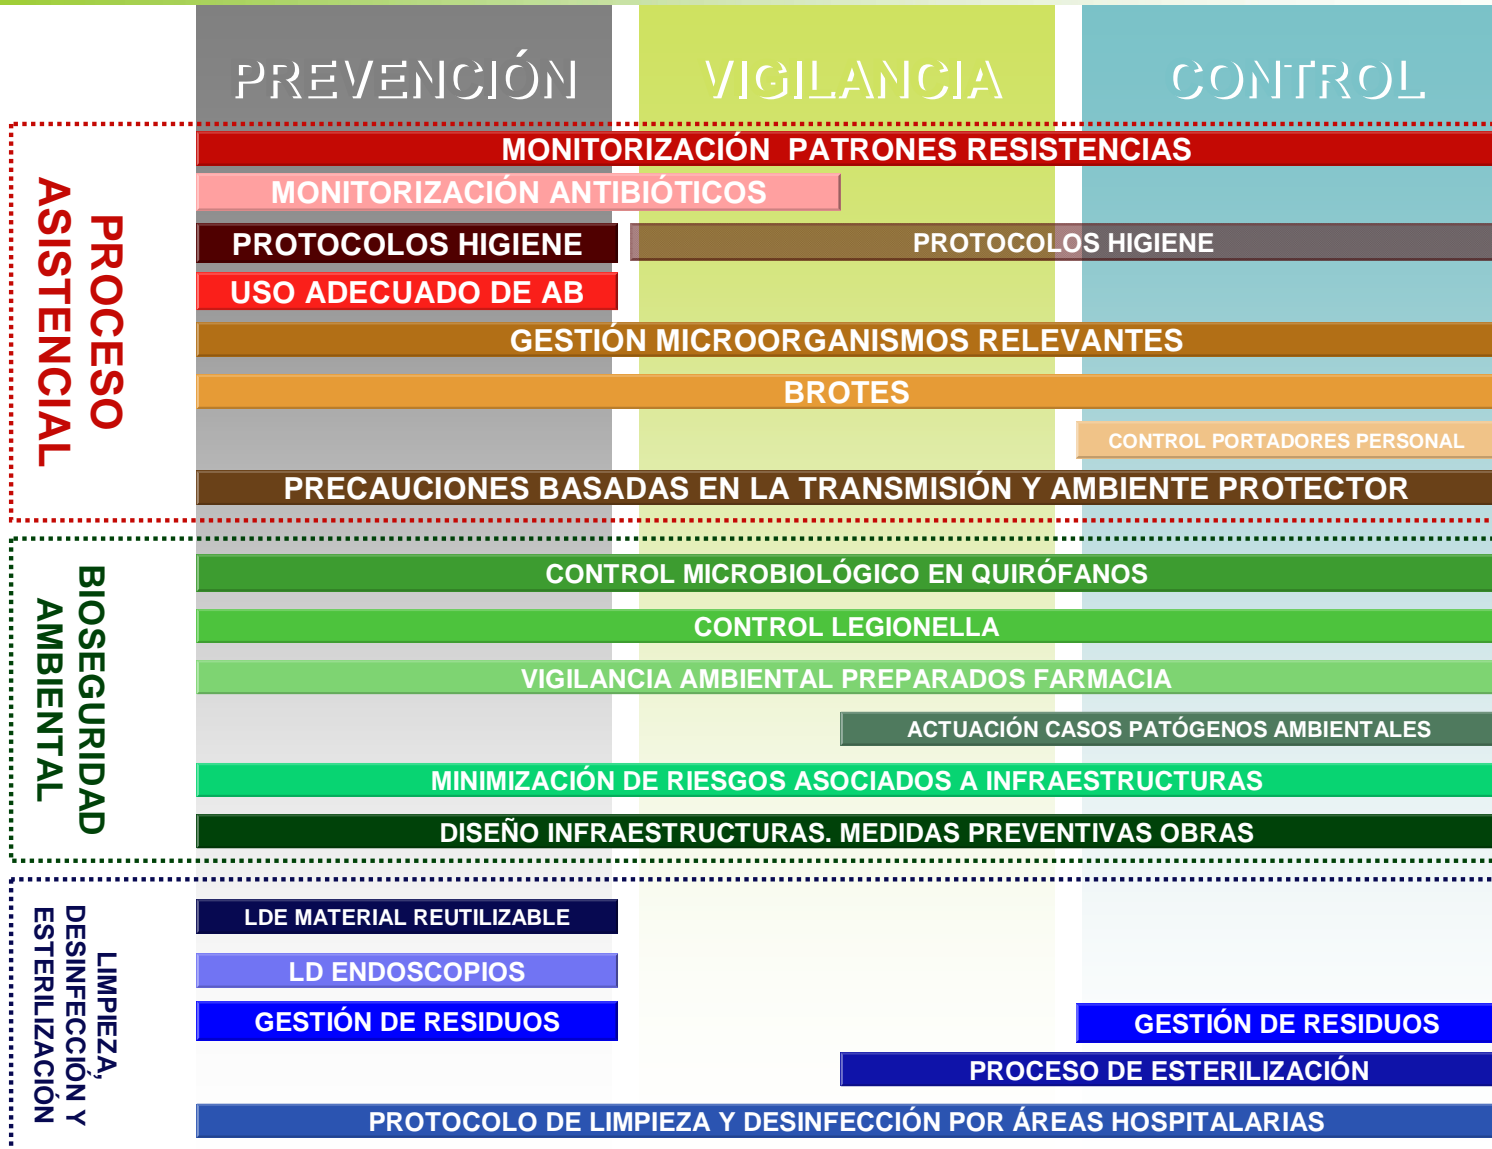 PREVENCIÓN
VIGILANCIA
CONTROL
PROCESO
ASISTENCIAL
MONITORIZACIÓN PATRONES RESISTENCIAS
MONITORIZACIÓN ANTIBIÓTICOS
PROTOCOLOS HIGIENE
PROTOCOLOS HIGIENE
USO ADECUADO DE AB
GESTIÓN MICROORGANISMOS RELEVANTES
BROTES
CONTROL PORTADORES PERSONAL
PRECAUCIONES BASADAS EN LA TRANSMISIÓN Y AMBIENTE PROTECTOR
BIOSEGURIDAD
AMBIENTAL
CONTROL MICROBIOLÓGICO EN QUIRÓFANOS
CONTROL LEGIONELLA
VIGILANCIA AMBIENTAL PREPARADOS FARMACIA
ACTUACIÓN CASOS PATÓGENOS AMBIENTALES
MINIMIZACIÓN DE RIESGOS ASOCIADOS A INFRAESTRUCTURAS
DISEÑO INFRAESTRUCTURAS. MEDIDAS PREVENTIVAS OBRAS
LIMPIEZA,
DESINFECCIÓN Y
ESTERILIZACIÓN
LDE MATERIAL REUTILIZABLE
LD ENDOSCOPIOS
GESTIÓN DE RESIDUOS
GESTIÓN DE RESIDUOS
PROCESO DE ESTERILIZACIÓN
PROTOCOLO DE LIMPIEZA Y DESINFECCIÓN POR ÁREAS HOSPITALARIAS